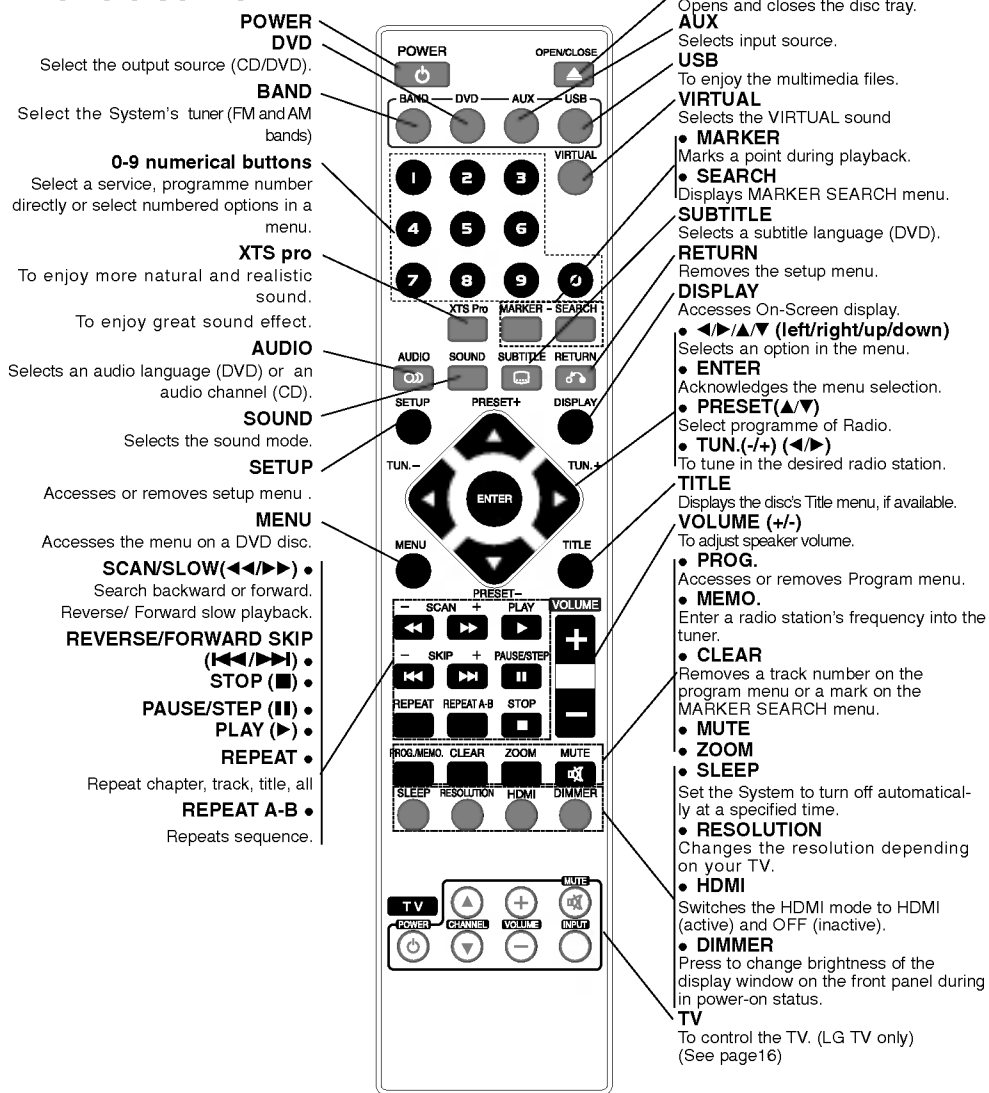 POWER
DVD
Select the output source (CD/DVD).
BAND
Select the System's tuner (FM and AM
bands)
0-9 numerical buttons
Select a service, programme number
directly or select numbered options in a
menu.
XTS pro
To enjoy more natural and realistic
sound.
To enjoy great sound effect.
AUDIO
Selects an audio language (DVD) or an
audio channel (CD).
SOUND
Selects the sound mode.
SETUP
Accesses or removes setup menu .
MENU
Accesses the menu on a DVD disc.
SCAN/SLOW(◀◀/▶▶) ●
Search backward or forward.
Reverse/ Forward slow playback.
REVERSE/FORWARD SKIP
(I◀◀/▶▶I) ●
STOP (■) ●
PAUSE/STEP (II) ●
PLAY (▶) ●
REPEAT ●
Repeat chapter, track, title, all
REPEAT A-B ●
Repeats sequence.
POWER OPEN/CLOSE
BAND DVD AUX USB
VIRTUAL
1 2 3
4 5 6
7 8 9 0
XTS Pro MARKER - SEARCH
AUDIO SOUND SUBTITLE RETURN
SETUP PRESET+ DISPLAY
TUN.- TUN.+
ENTER
MENU TITLE
PRESET-
- SCAN + PLAY VOLUME
+
- SKIP + PAUSE/STEP
-
REPEAT REPEAT A-B STOP
PROG./MEMO. CLEAR ZOOM MUTE
SLEEP RESOLUTION HDMI DIMMER
MUTE
TV
POWER CHANNEL VOLUME INPUT
Opens and closes the disc tray.
AUX
Selects input source.
USB
To enjoy the multimedia files.
VIRTUAL
Selects the VIRTUAL sound
● MARKER
Marks a point during playback.
● SEARCH
Displays MARKER SEARCH menu.
SUBTITLE
Selects a subtitle language (DVD).
RETURN
Removes the setup menu.
DISPLAY
Accesses On-Screen display.
● ◀/▶/▲/▼ (left/right/up/down)
Selects an option in the menu.
● ENTER
Acknowledges the menu selection.
● PRESET(▲/▼)
Select programme of Radio.
● TUN.(-/+) (◀/▶)
To tune in the desired radio station.
TITLE
Displays the disc's Title menu, if available.
VOLUME (+/-)
To adjust speaker volume.
● PROG.
Accesses or removes Program menu.
● MEMO.
Enter a radio station's frequency into the
tuner.
● CLEAR
Removes a track number on the
program menu or a mark on the
MARKER SEARCH menu.
● MUTE
● ZOOM
● SLEEP
Set the System to turn off automatical-
ly at a specified time.
● RESOLUTION
Changes the resolution depending
on your TV.
● HDMI
Switches the HDMI mode to HDMI
(active) and OFF (inactive).
● DIMMER
Press to change brightness of the
display window on the front panel during
in power-on status.
TV
To control the TV. (LG TV only)
(See page16)